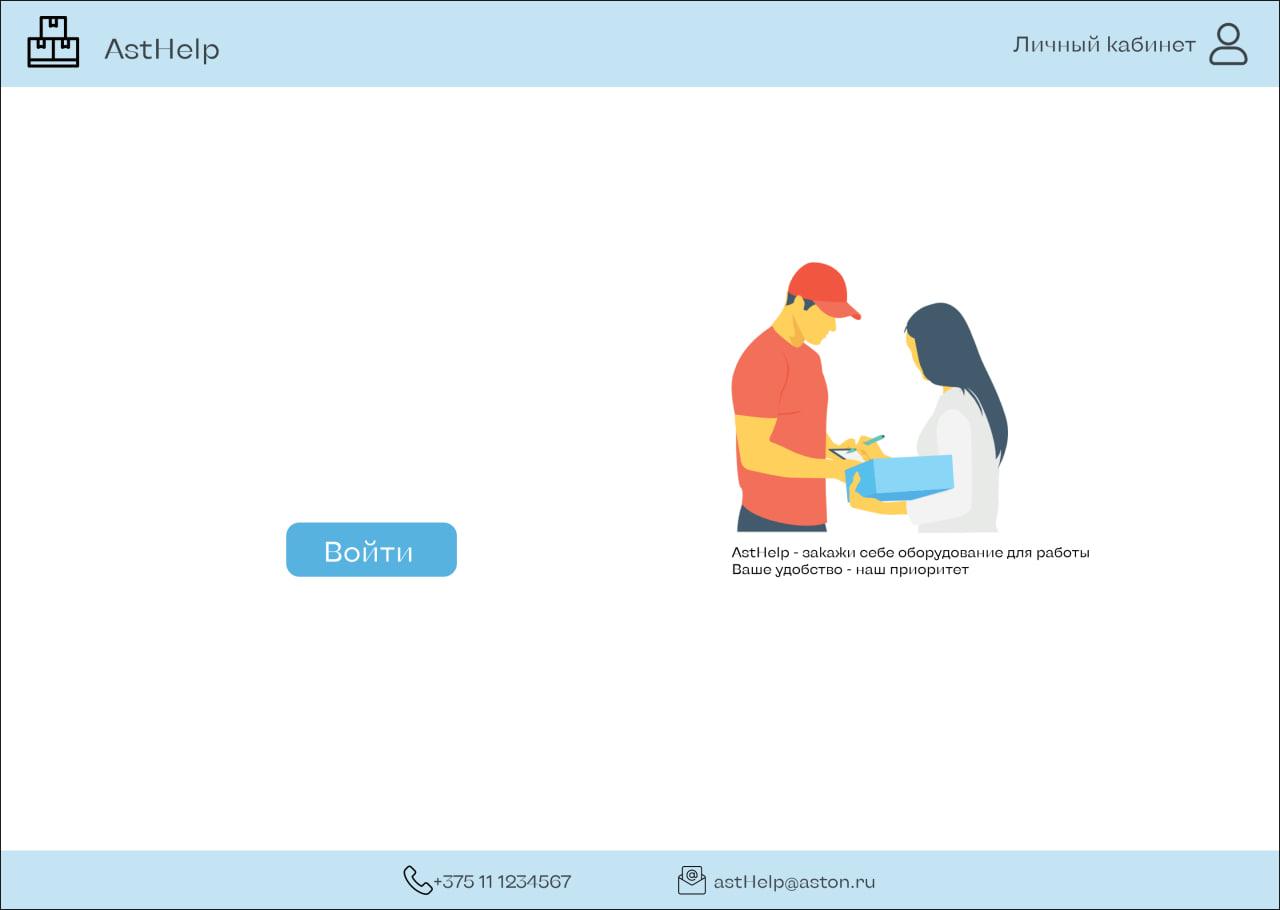 AstHelp
Личный кабинет
Войти
AstHelp - закажи себе оборудование для работы
Ваше удобство - наш приоритет
+375 11 1234567
astHelp@aston.ru